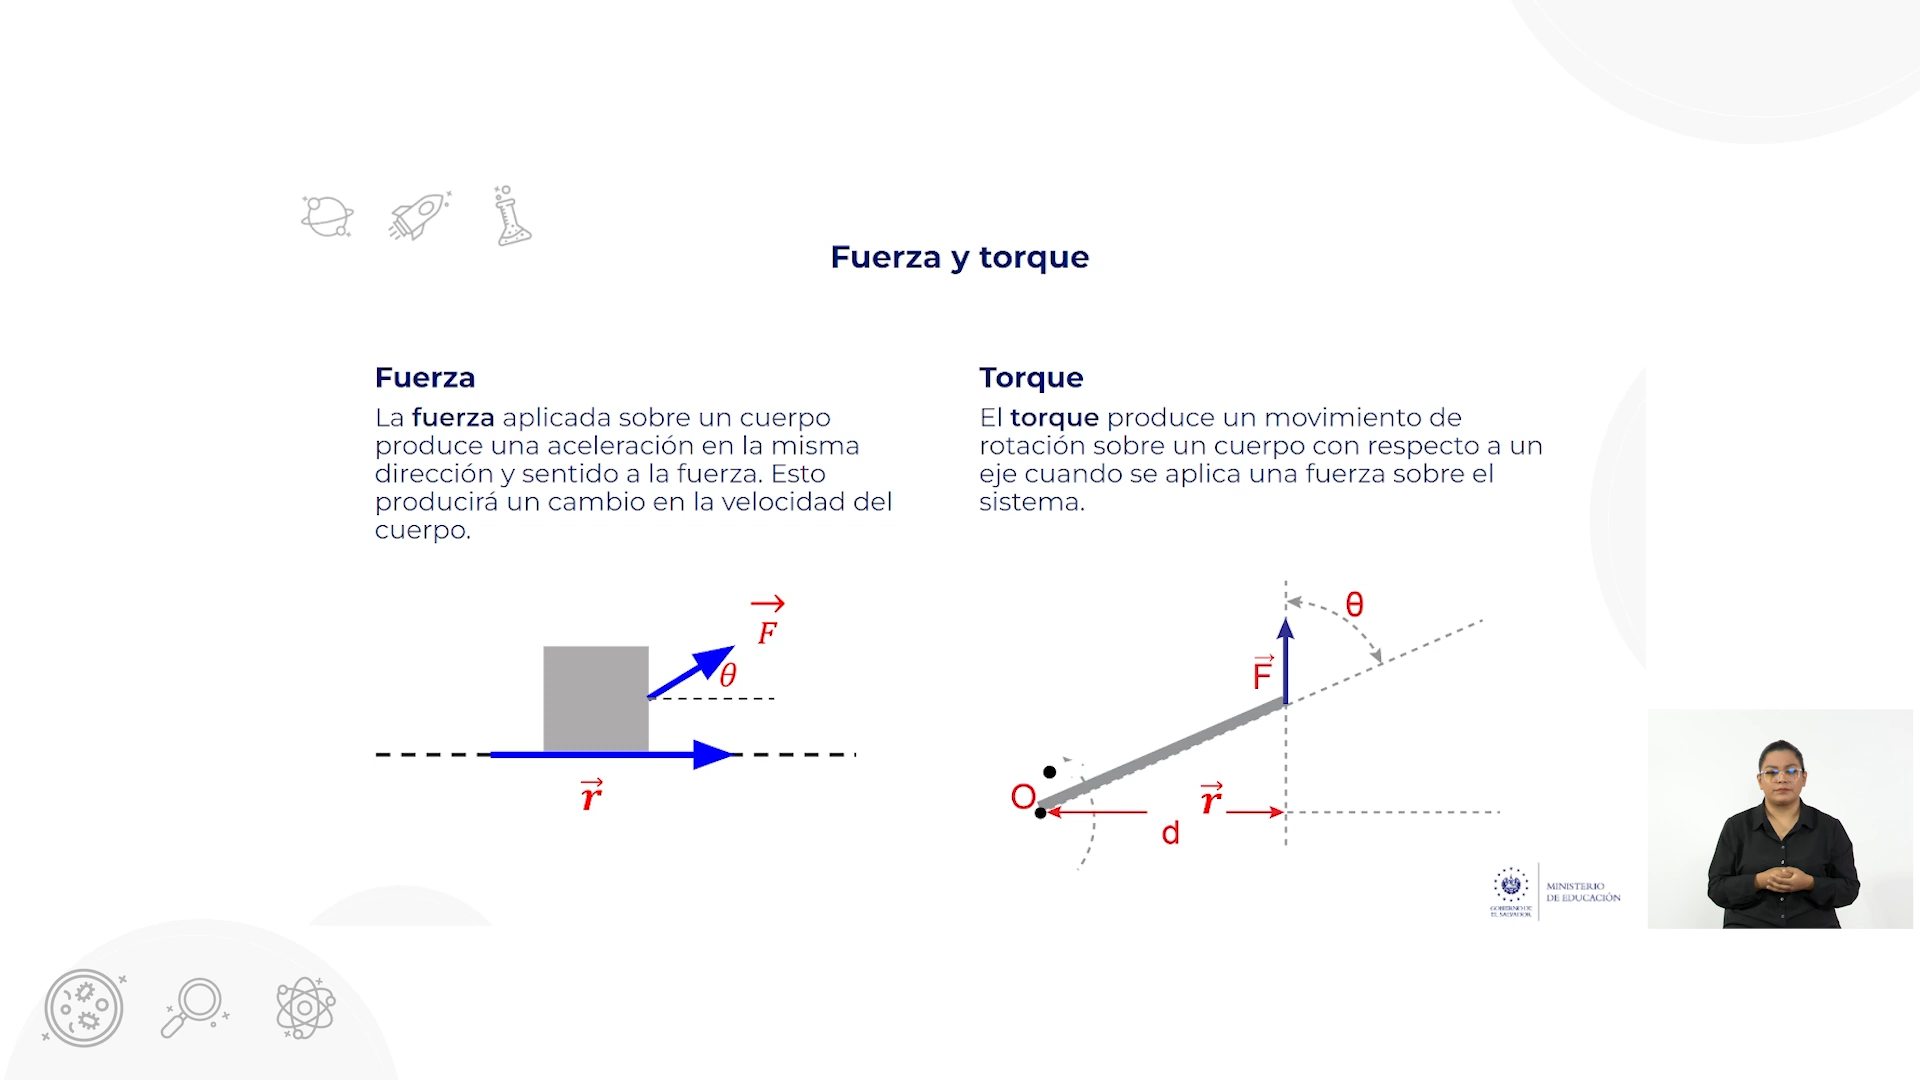 Fuerza y torque
Fuerza
La fuerza aplicada sobre un cuerpo
produce una aceleración en la misma
dirección y sentido a la fuerza. Esto
producirá un cambio en la velocidad del
cuerpo.
F
θ
r
Torque
El torque produce un movimiento de
rotación sobre un cuerpo con respecto a un
eje cuando se aplica una fuerza sobre el
sistema.
θ
F
O
r
d
GOBIERNO DE
EL SALVADOR
MINISTERIO
DE EDUCACIÓN